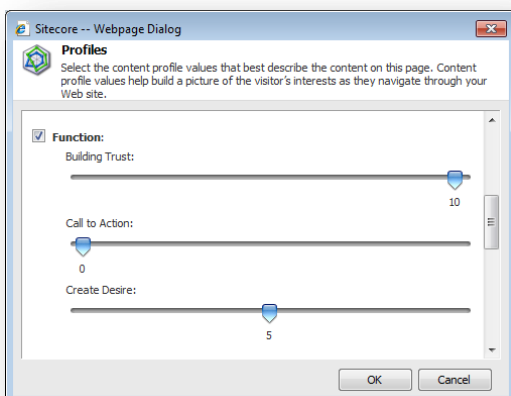 Sitecore -- Webpage Dialog
Profiles
Select the content profile values that best describe the content on this page. Content
profile values help build a picture of the visitor's interests as they navigate through your
Web site.
Function:
Building Trust:
10
Call to Action:
0
Create Desire:
5
OK
Cancel